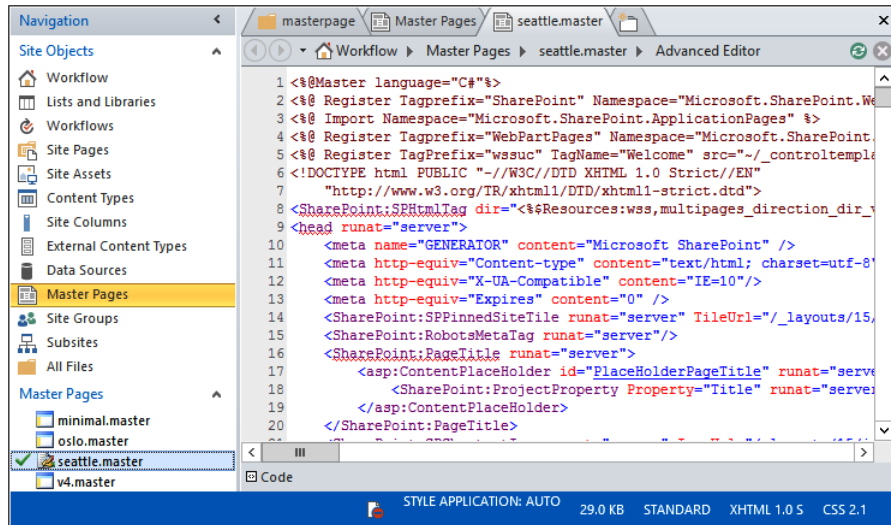 Navigation
Site Objects
Workflow
Lists and Libraries
Workflows
Site Pages
Site Assets
Content Types
Site Columns
External Content Types
Data Sources
Master Pages
Site Groups
Subsites
All Files
Master Pages
minimal.master
oslo.master
seattle.master
v4.master
masterpage Master Pages seattle.master
Workflow Master Pages seattle.master Advanced Editor
1 <%@Master language="C#"%>
2 <%@ Register Tagprefix="SharePoint" Namespace="Microsoft.SharePoint.We
3 <%@ Import Namespace="Microsoft.SharePoint.ApplicationPages" %>
4 <%@ Register Tagprefix="WebPartPages" Namespace="Microsoft.SharePoint.
5 <%@ Register TagPrefix="wssuc" TagName="Welcome" src="~/_controltempla
6 <!DOCTYPE html PUBLIC "-//W3C//DTD XHTML 1.0 Strict//EN"
7 "http://www.w3.org/TR/xhtml1/DTD/xhtml1-strict.dtd">
8 <SharePoint:SPHtmlTag dir="<%$Resources:wss,multipages_direction_dir_v
9 <head runat="server">
10 <meta name="GENERATOR" content="Microsoft SharePoint" />
11 <meta http-equiv="Content-type" content="text/html; charset=utf-8"
12 <meta http-equiv="X-UA-Compatible" content="IE=10"/>
13 <meta http-equiv="Expires" content="0" />
14 <SharePoint:SPPinnedSiteTile runat="server" TileUrl="/_layouts/15/
15 <SharePoint:RobotsMetaTag runat="server"/>
16 <SharePoint:PageTitle runat="server">
17 <asp:ContentPlaceHolder id="PlaceHolderPageTitle" runat="serve
18 <SharePoint:ProjectProperty Property="Title" runat="server
19 </asp:ContentPlaceHolder>
20 </SharePoint:PageTitle>
Code
STYLE APPLICATION: AUTO 29.0 KB STANDARD XHTML 1.0 S CSS 2.1